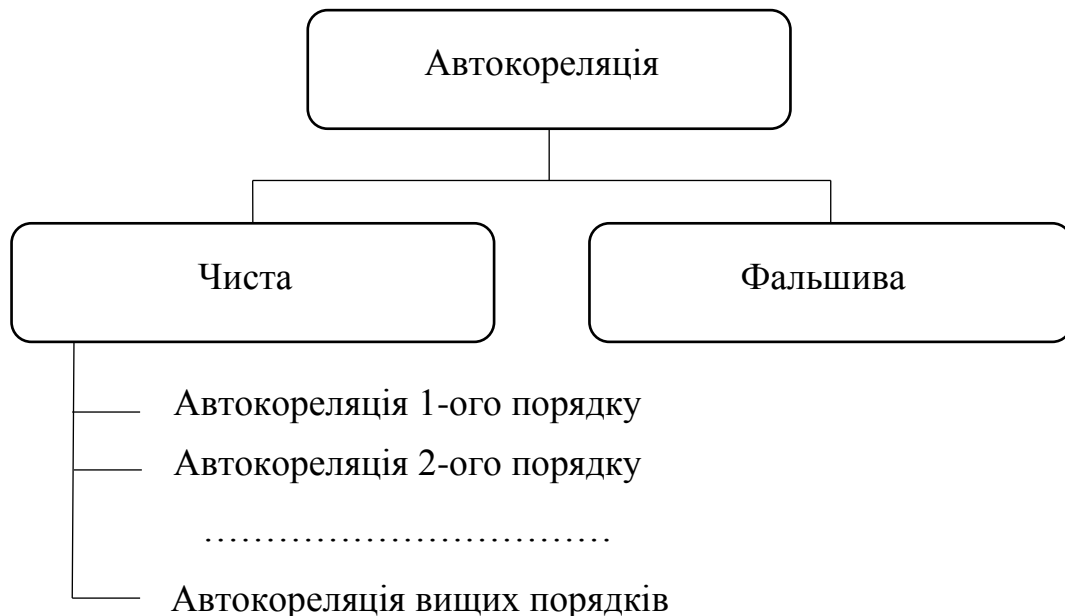 Автокореляція
Чиста
Фальшива
Автокореляція 1-ого порядку
Автокореляція 2-ого порядку
……………………………
Автокореляція вищих порядків